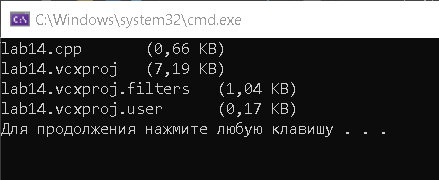 C:\Windows\system32\cmd.exe
lab14.cpp (0,66 KB)
lab14.vcxproj (7,19 KB)
lab14.vcxproj.filters (1,04 KB)
lab14.vcxproj.user (0,17 KB)
Для продолжения нажмите любую клавишу . . .